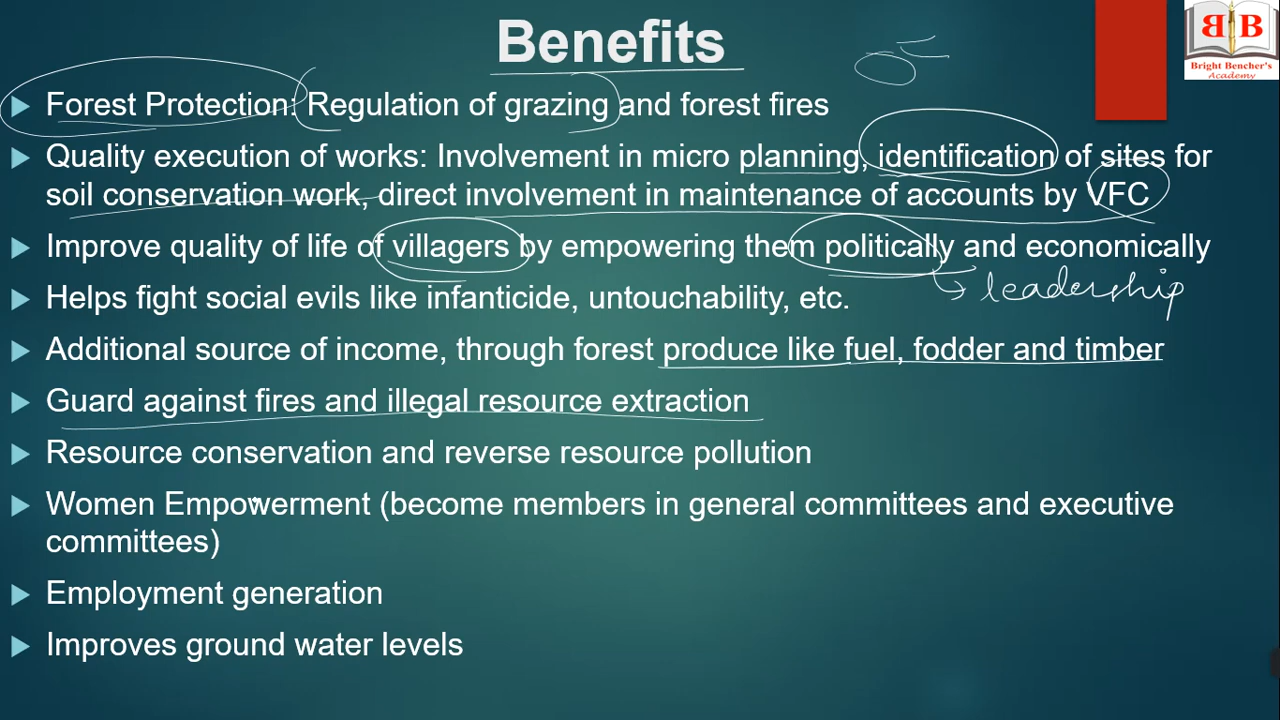 Benefits
BB
Bright Bencher's
Academy
Forest Protection: Regulation of grazing and forest fires
Quality execution of works: Involvement in micro planning, identification of sites for
soil conservation work, direct involvement in maintenance of accounts by VFC
Improve quality of life of villagers by empowering them politically and economically
leadership
Helps fight social evils like infanticide, untouchability, etc.
Additional source of income, through forest produce like fuel, fodder and timber
Guard against fires and illegal resource extraction
Resource conservation and reverse resource pollution
Women Empowerment (become members in general committees and executive
committees)
Employment generation
Improves ground water levels